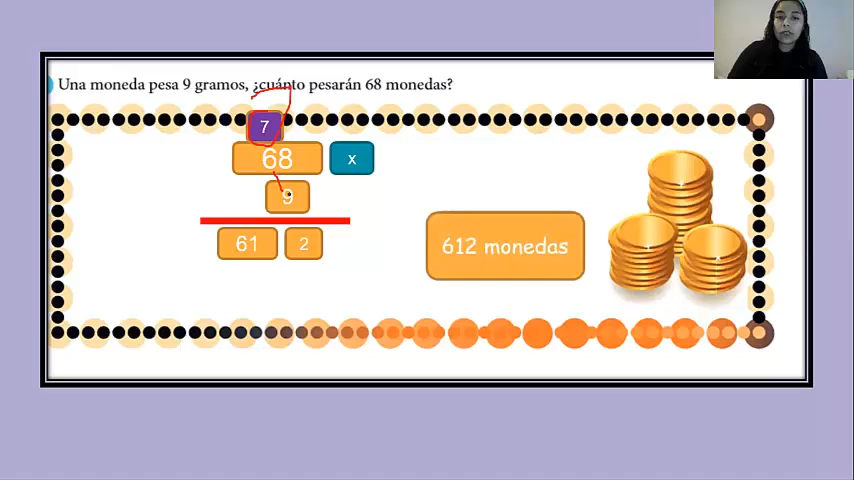 Una moneda pesa 9 gramos, ¿cuánto pesarán 68 monedas?
7
68 x
9
61 2
612 monedas